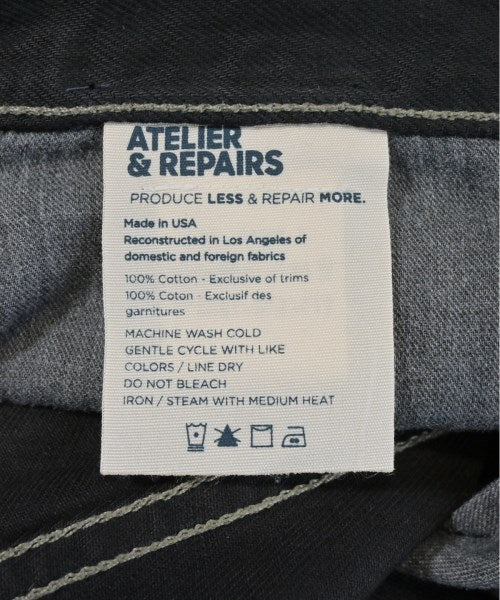 ATELIER
& REPAIRS
PRODUCE LESS & REPAIR MORE.
Made in USA
Reconstructed in Los Angeles of
domestic and foreign fabrics
100% Cotton - Exclusive of trims
100% Coton - Exclusif des
garnitures
MACHINE WASH COLD
GENTLE CYCLE WITH LIKE
COLORS / LINE DRY
DO NOT BLEACH
IRON / STEAM WITH MEDIUM HEAT